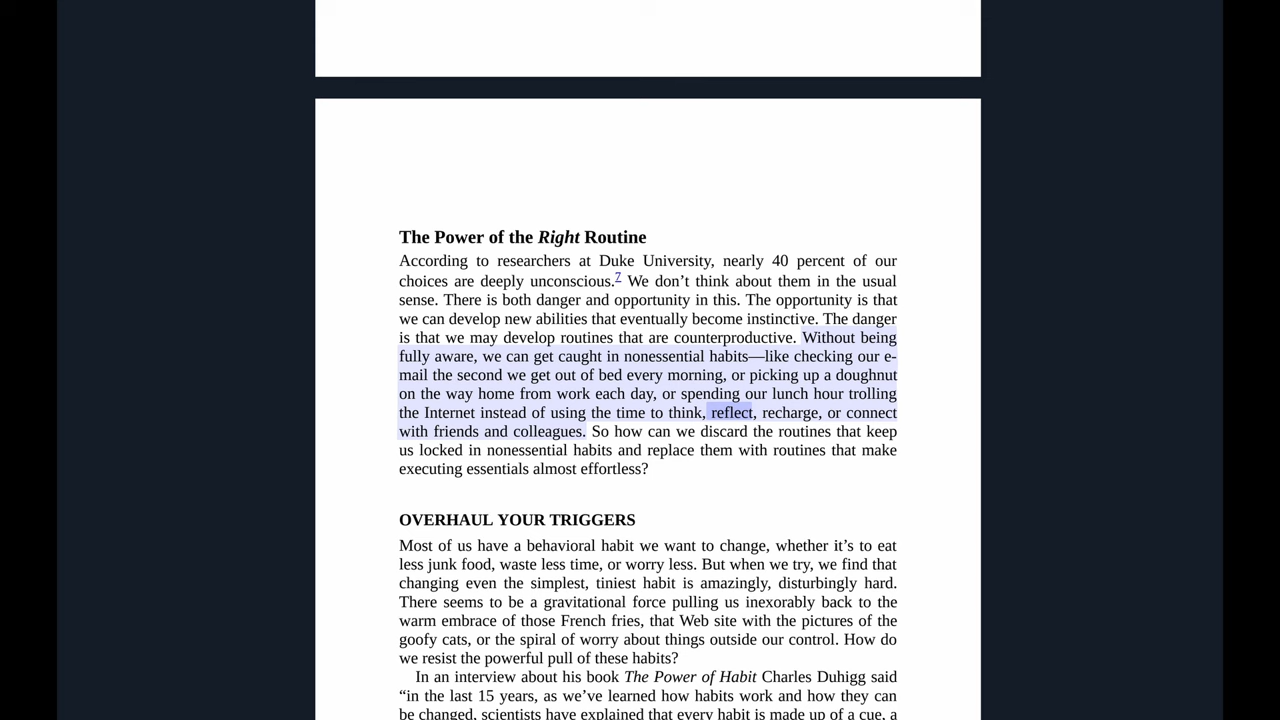 The Power of the Right Routine
According to researchers at Duke University, nearly 40 percent of our
choices are deeply unconscious.7 We don’t think about them in the usual
sense. There is both danger and opportunity in this. The opportunity is that
we can develop new abilities that eventually become instinctive. The danger
is that we may develop routines that are counterproductive. Without being
fully aware, we can get caught in nonessential habits—like checking our e-
mail the second we get out of bed every morning, or picking up a doughnut
on the way home from work each day, or spending our lunch hour trolling
the Internet instead of using the time to think, reflect, recharge, or connect
with friends and colleagues. So how can we discard the routines that keep
us locked in nonessential habits and replace them with routines that make
executing essentials almost effortless?
OVERHAUL YOUR TRIGGERS
Most of us have a behavioral habit we want to change, whether it’s to eat
less junk food, waste less time, or worry less. But when we try, we find that
changing even the simplest, tiniest habit is amazingly, disturbingly hard.
There seems to be a gravitational force pulling us inexorably back to the
warm embrace of those French fries, that Web site with the pictures of the
goofy cats, or the spiral of worry about things outside our control. How do
we resist the powerful pull of these habits?
In an interview about his book The Power of Habit Charles Duhigg said
“in the last 15 years, as we’ve learned how habits work and how they can
be changed, scientists have explained that every habit is made up of a cue, a